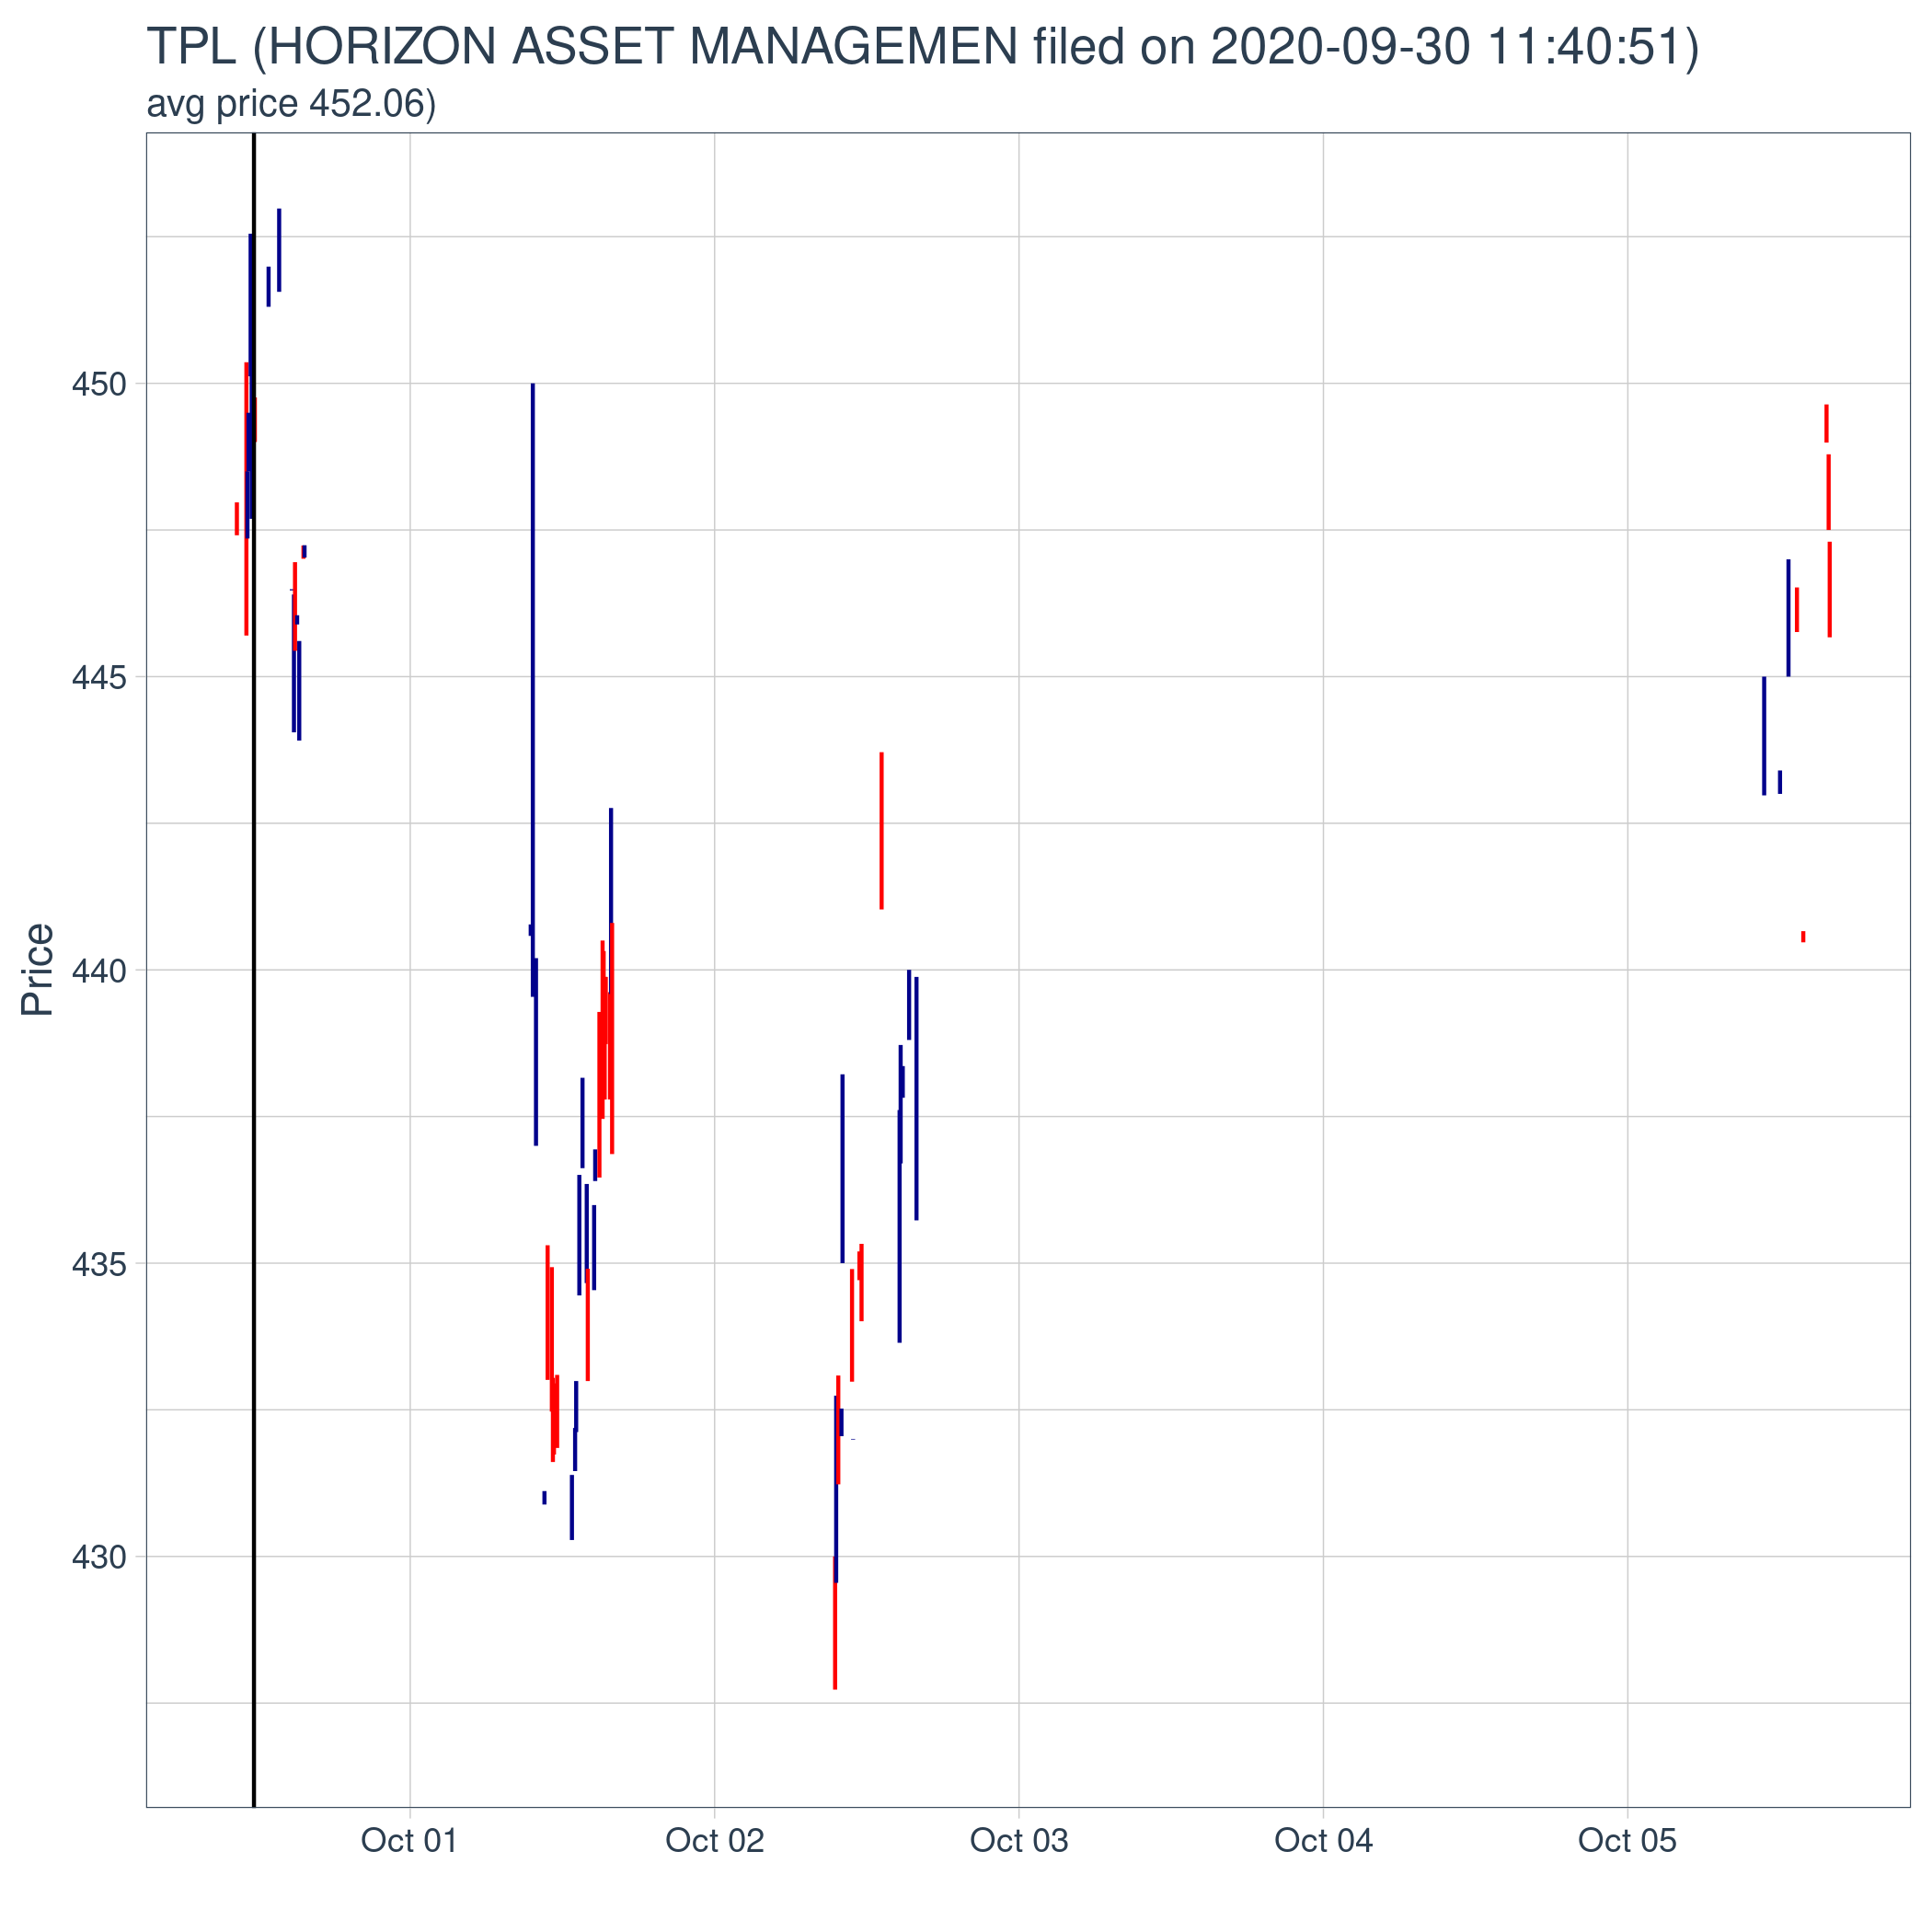 TPL (HORIZON ASSET MANAGEMEN filed on 2020-09-30 11:40:51)
avg price 452.06)
450
445
440
435
430
Price
Oct 01 Oct 02 Oct 03 Oct 04 Oct 05